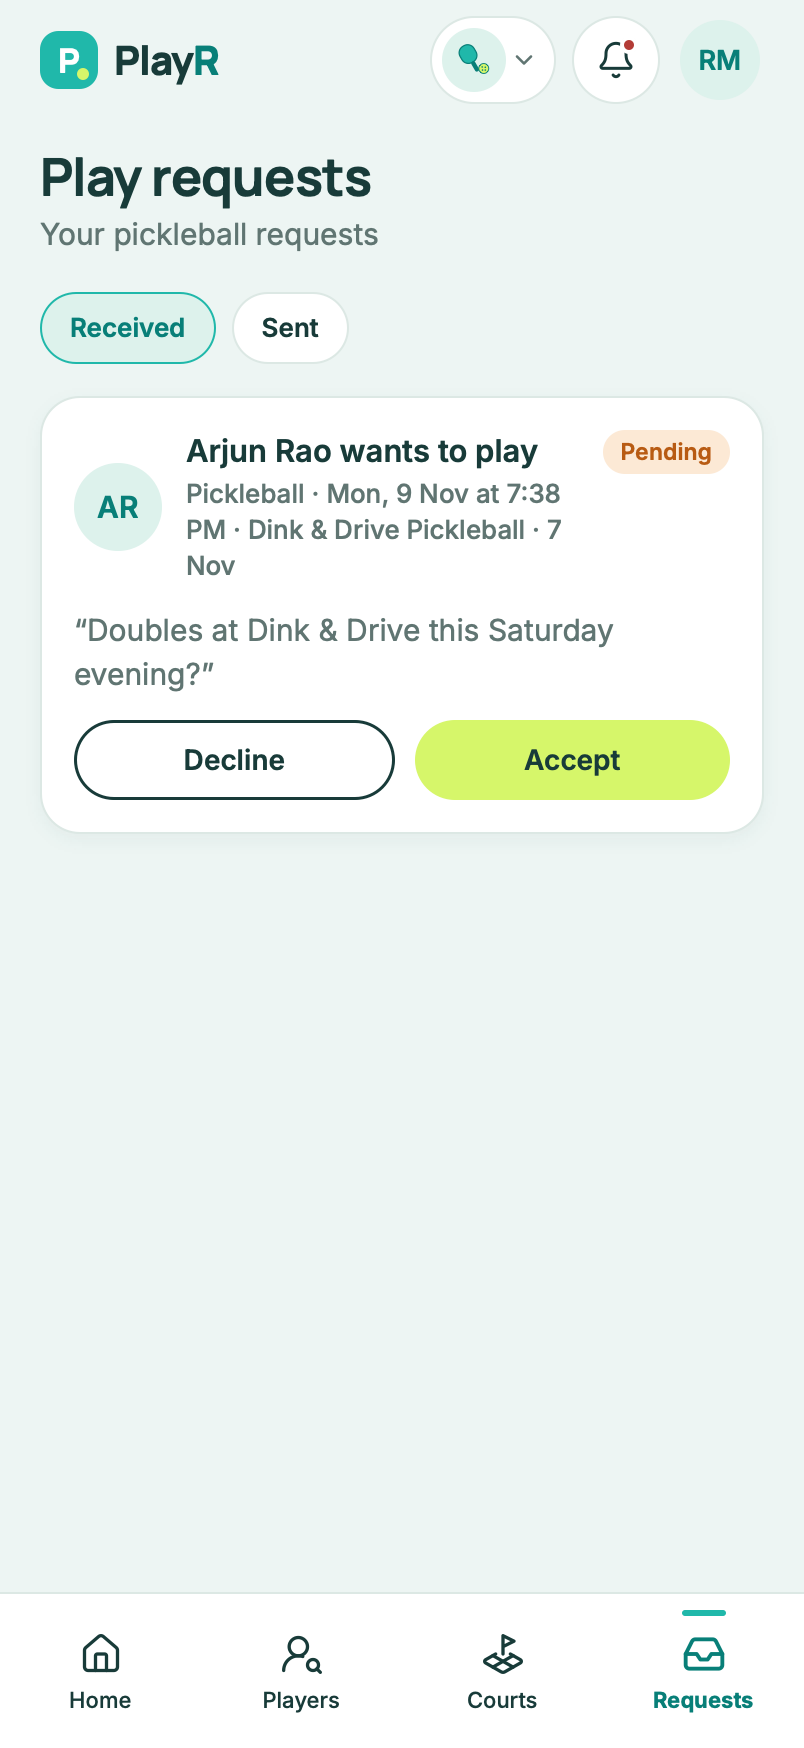 P.
PlayR
RM
Play requests
Your pickleball requests
Received
Sent
Arjun Rao wants to play
Pending
AR
Pickleball · Mon, 9 Nov at 7:38
PM · Dink & Drive Pickleball · 7
Nov
“Doubles at Dink & Drive this Saturday
evening?”
Decline
Accept
Home
Players
Courts
Requests